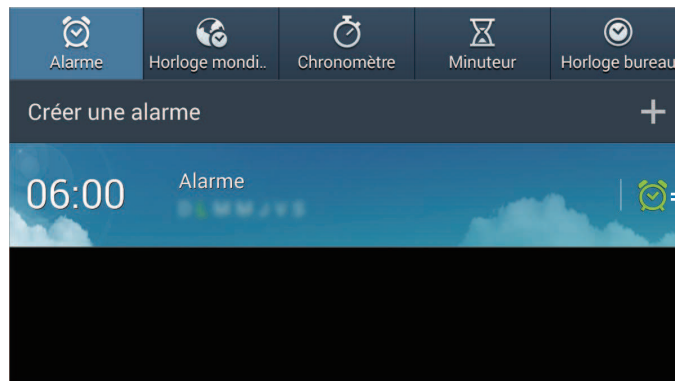 Alarme
Horloge mondi..
Chronomètre
Minuteur
Horloge bureau
Créer une alarme
+
06:00
Alarme
D L M M J V S